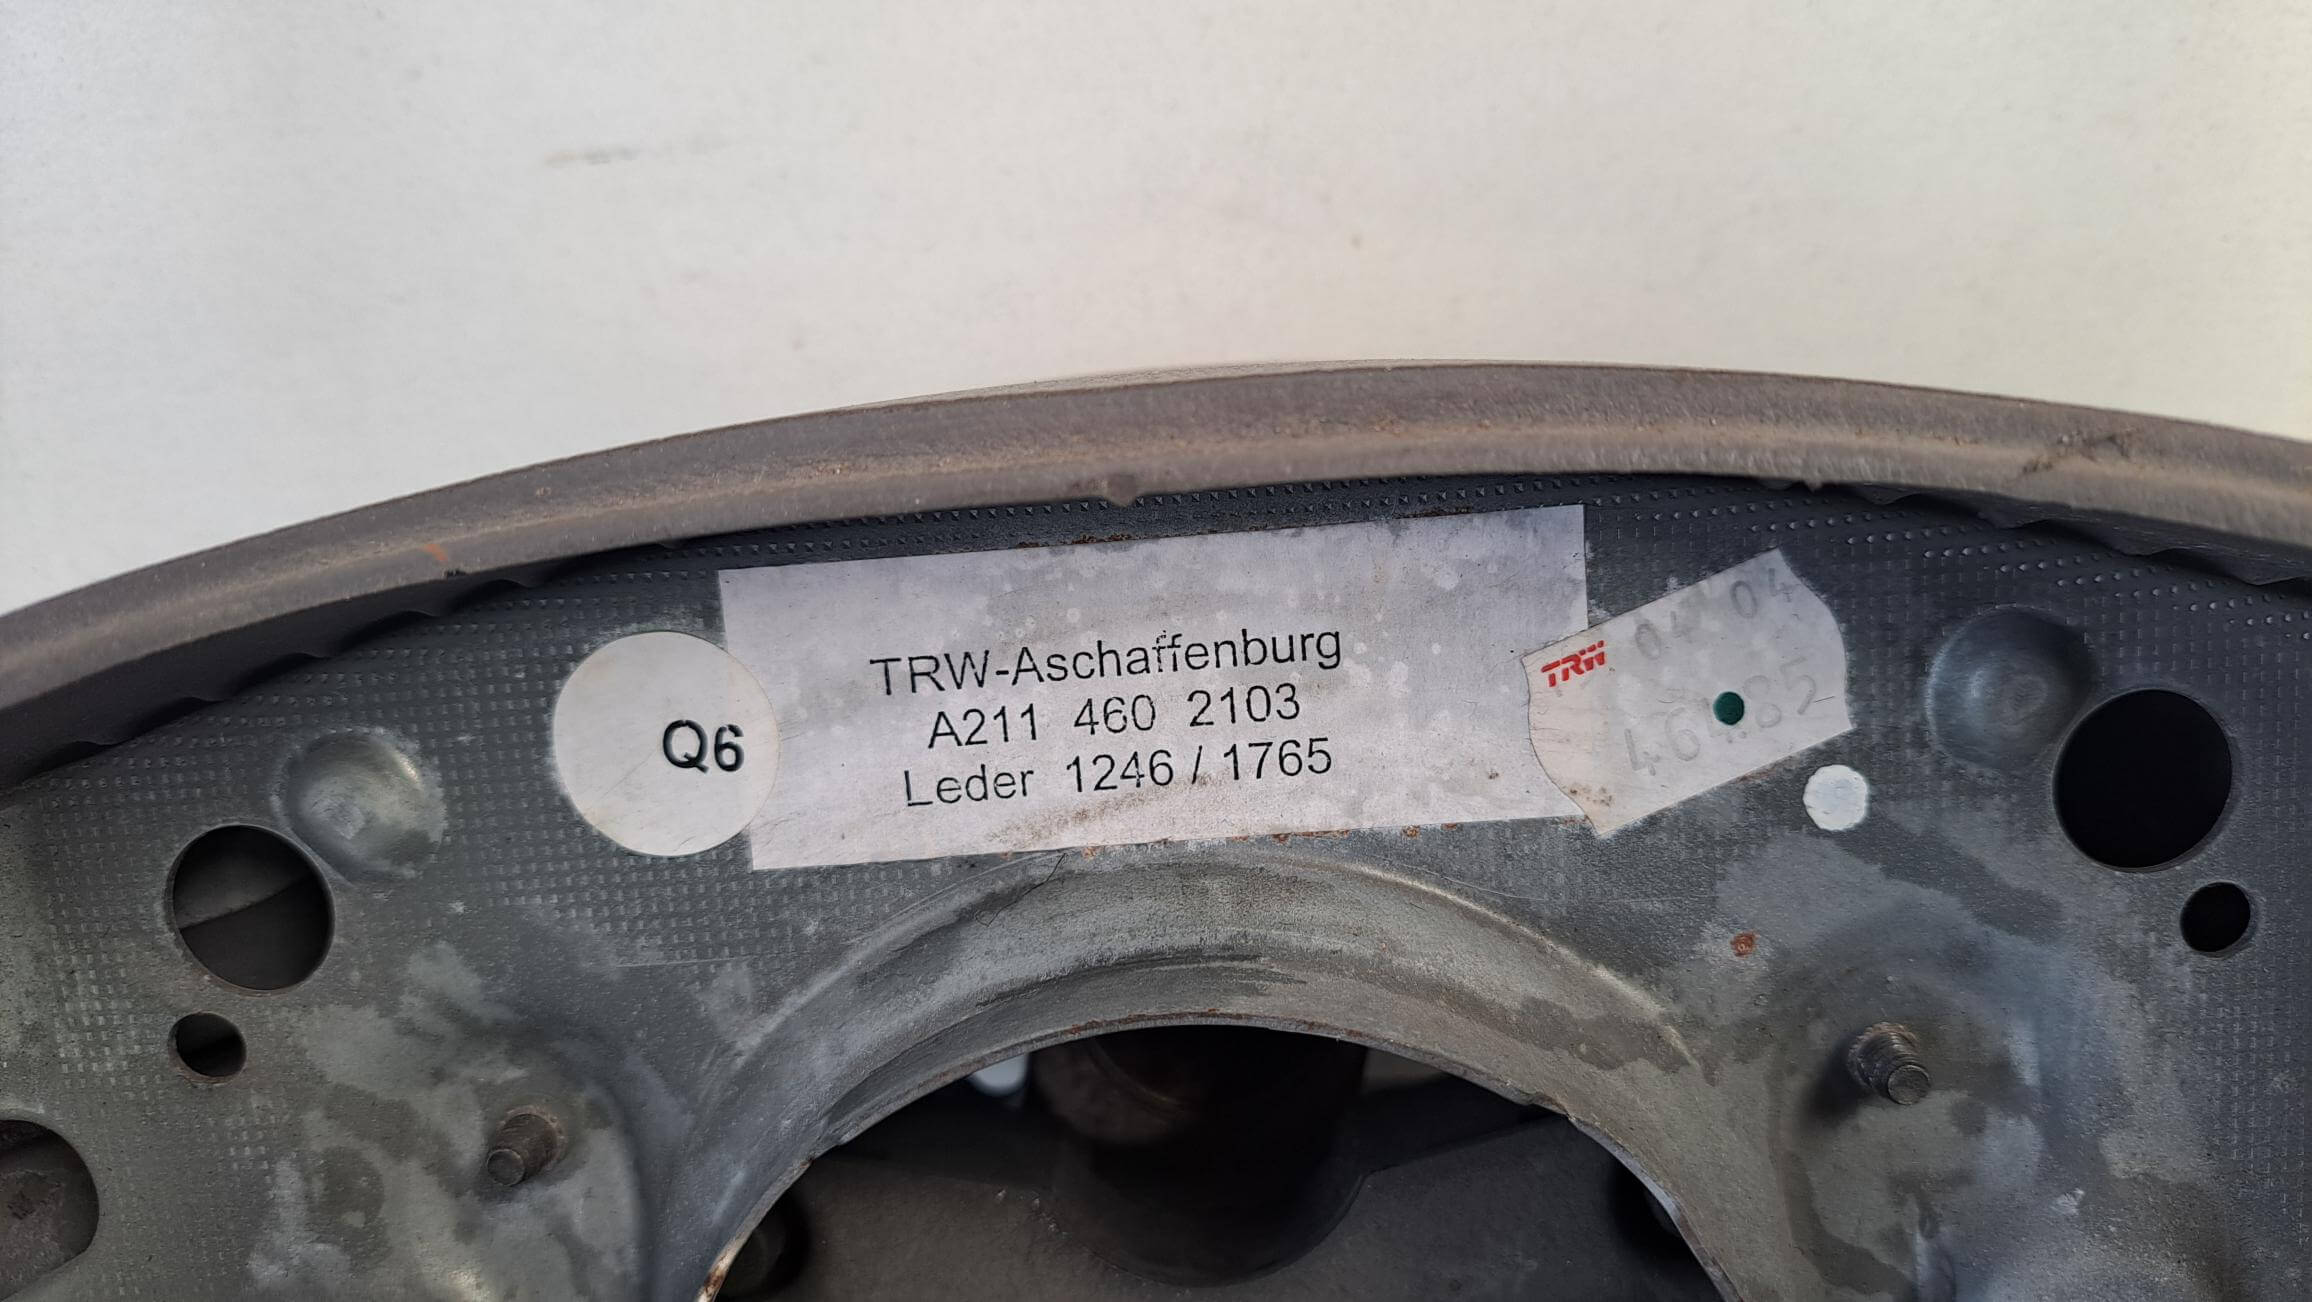 Q6
TRW-Aschaffenburg
A211 460 2103
Leder 1246 / 1765
TRW